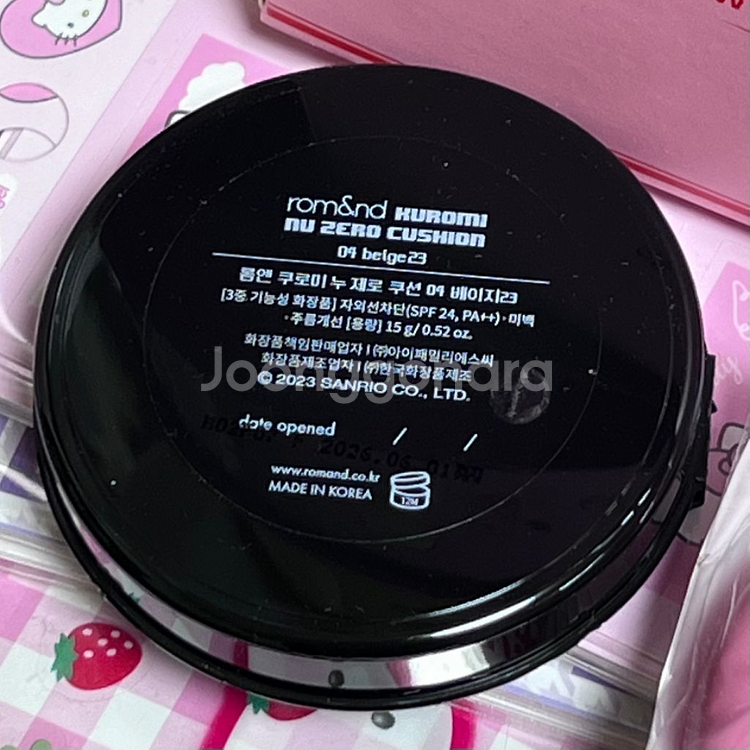 rom&nd KUROMI
NU ZERO CUSHION
04 beige23
롬앤 쿠로미 누 제로 쿠션 04 베이지23
[3중 기능성 화장품] 자외선차단(SPF 24, PA++)·미백
·주름개선 [용량] 15 g/ 0.52 oz.
화장품책임판매업자 | (주)아이패밀리에스씨
화장품제조업자 | (주)한국화장품제조
Joonggonara
© 2023 SANRIO CO., LTD.
date opened / /
2026.06.01
www.romand.co.kr
MADE IN KOREA
12M